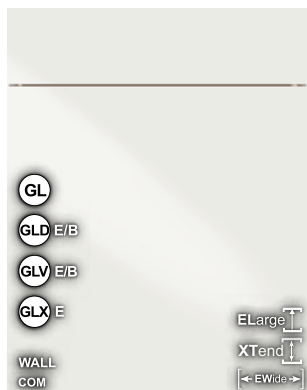 GL
GLD E/B
GLV E/B
GLX E
ELarge
XTend
WALL
EWide
COM